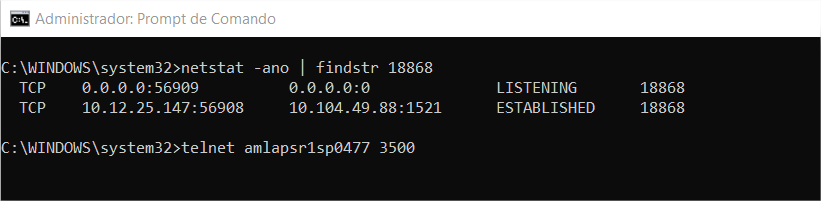 Administrador: Prompt de Comando
C:\WINDOWS\system32>netstat -ano | findstr 18868
TCP 0.0.0.0:56909 0.0.0.0:0 LISTENING 18868
TCP 10.12.25.147:56908 10.104.49.88:1521 ESTABLISHED 18868
C:\WINDOWS\system32>telnet amlapsr1sp0477 3500